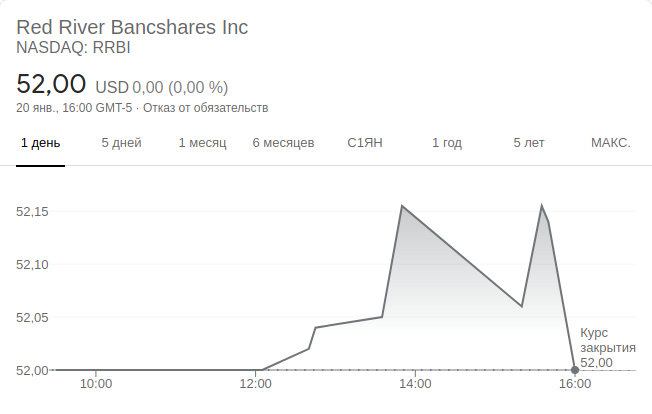 Red River Bancshares Inc
NASDAQ: RRBI
52,00 USD 0,00 (0,00 %)
20 янв., 16:00 GMT-5 · Отказ от обязательств
1 день 5 дней 1 месяц 6 месяцев С1ЯН 1 год 5 лет МАКС.
52,15
52,10
52,05
Курс
закрытия
52,00
52,00
10:00 12:00 14:00 16:00